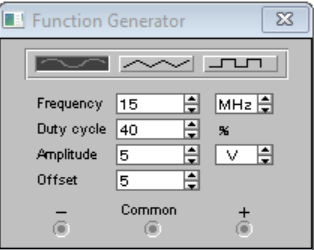 Function Generator
Frequency 15 MHz
Duty cycle 40 %
Amplitude 5 V
Offset 5
− Common +